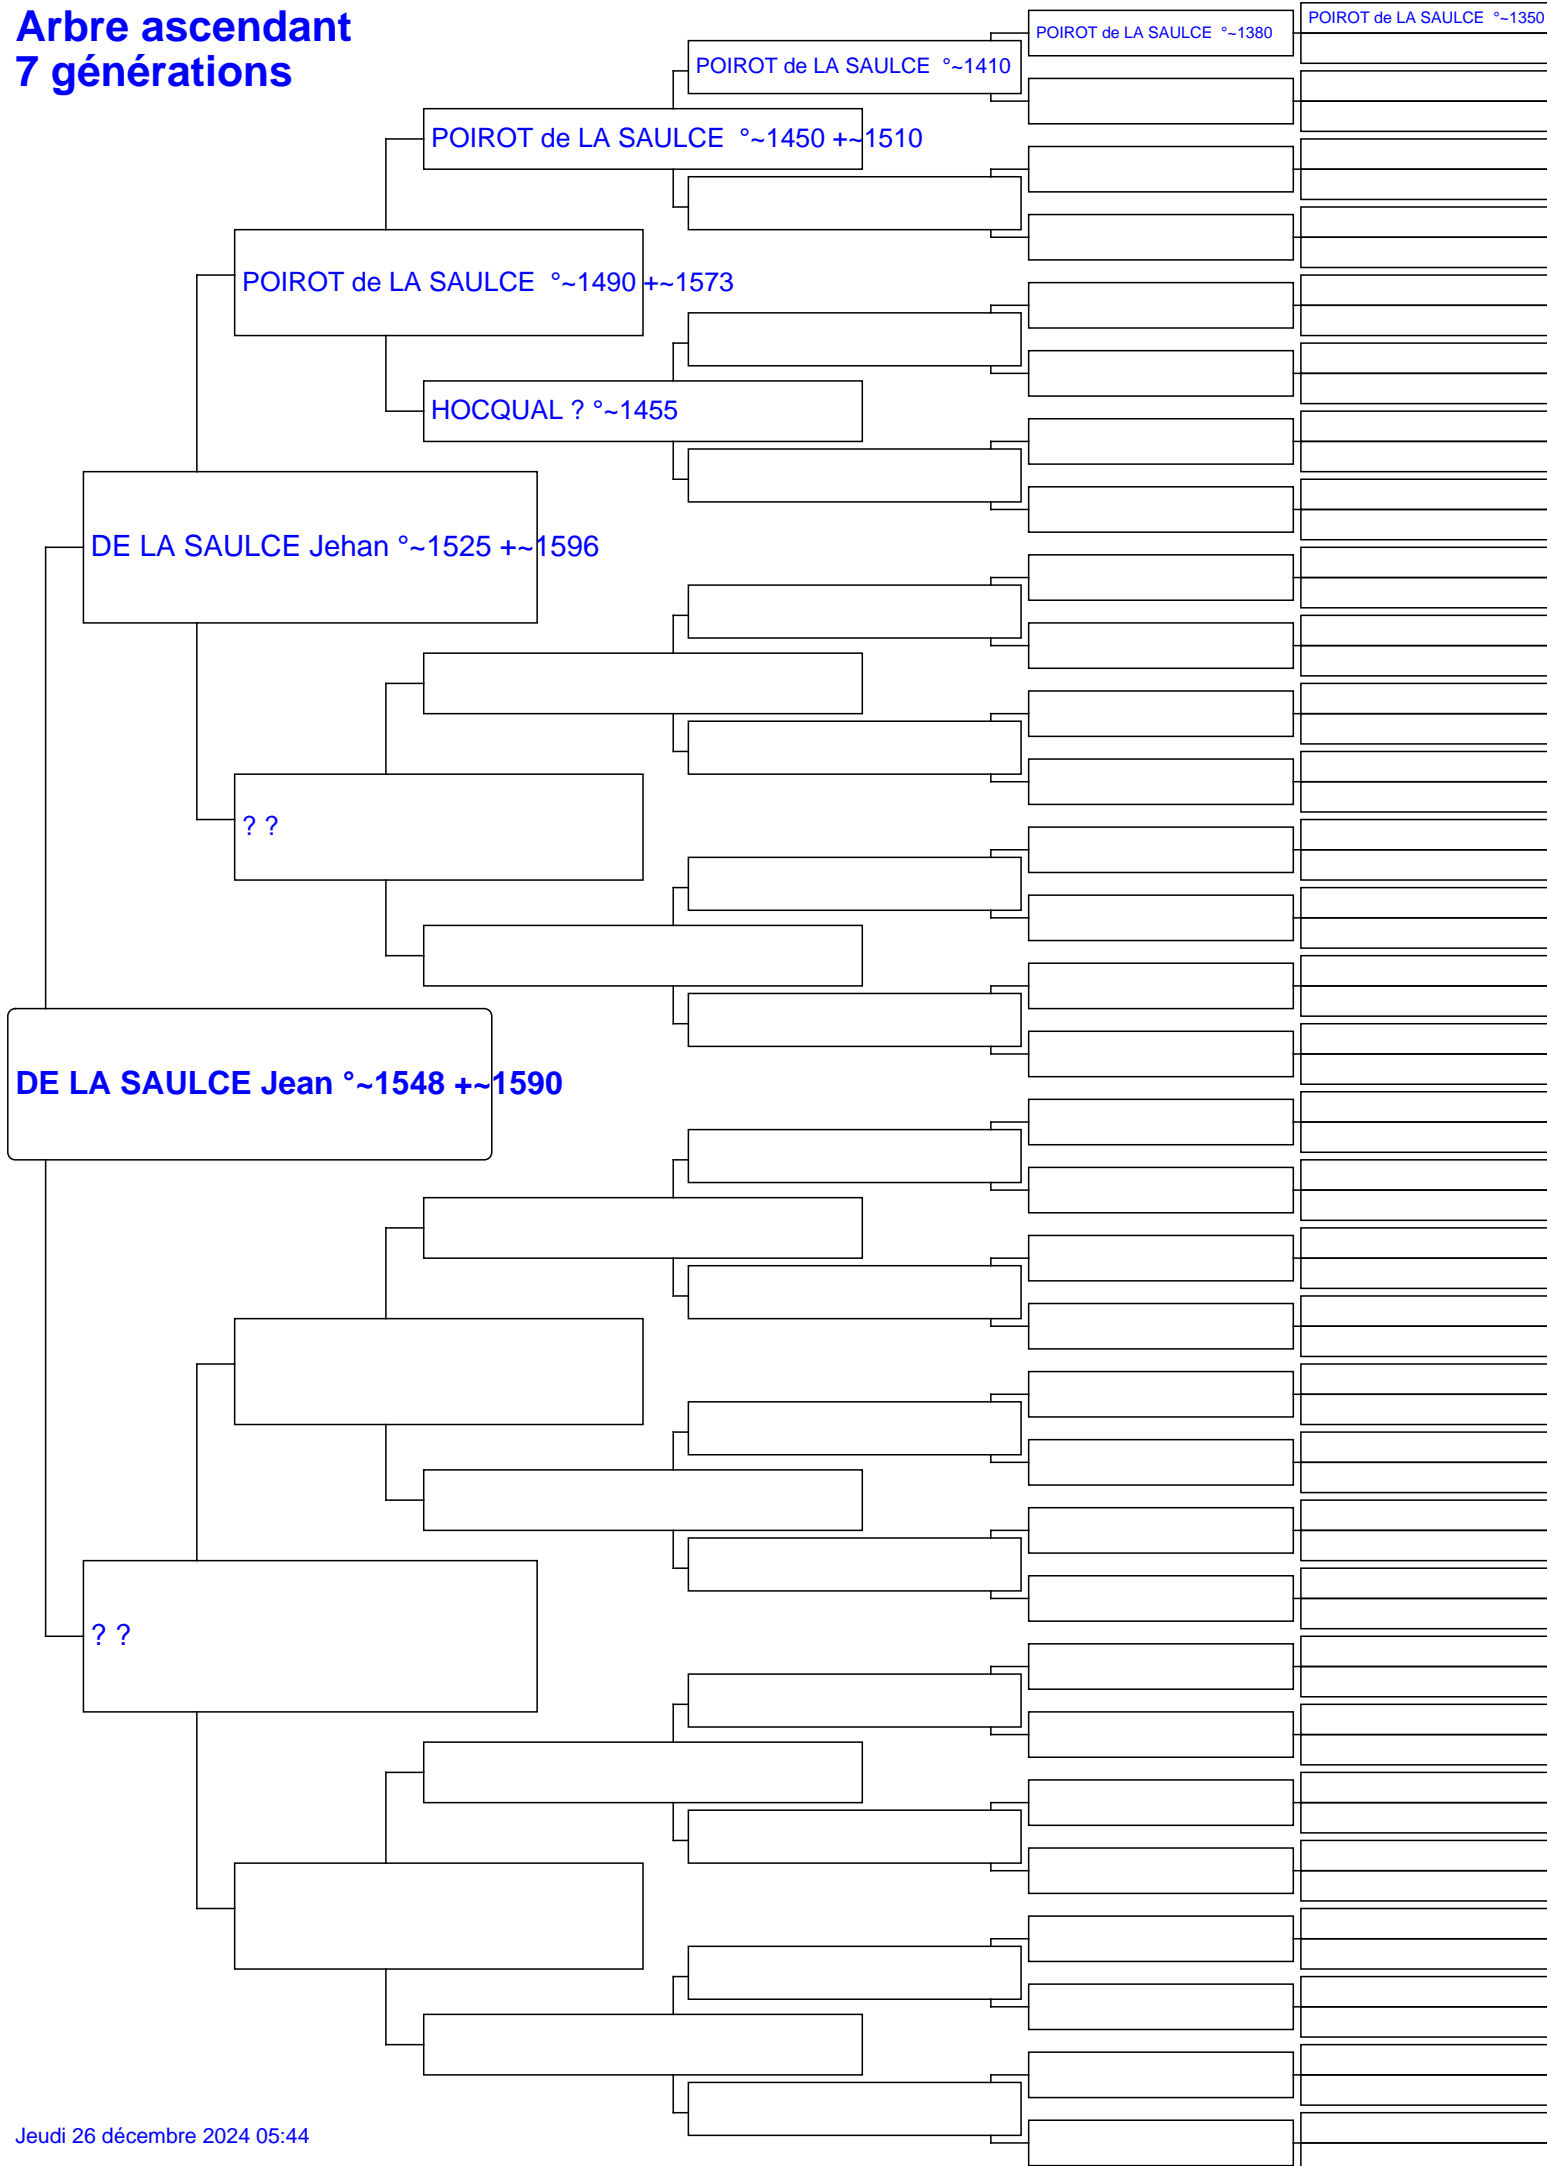 Arbre ascendant
7 générations
POIROT de LA SAULCE °~1350
POIROT de LA SAULCE °~1380
POIROT de LA SAULCE °~1410
POIROT de LA SAULCE °~1450 +~1510
POIROT de LA SAULCE °~1490 +~1573
HOCQUAL ? °~1455
DE LA SAULCE Jehan °~1525 +~1596
? ?
DE LA SAULCE Jean °~1548 +~1590
? ?
Jeudi 26 décembre 2024 05:44